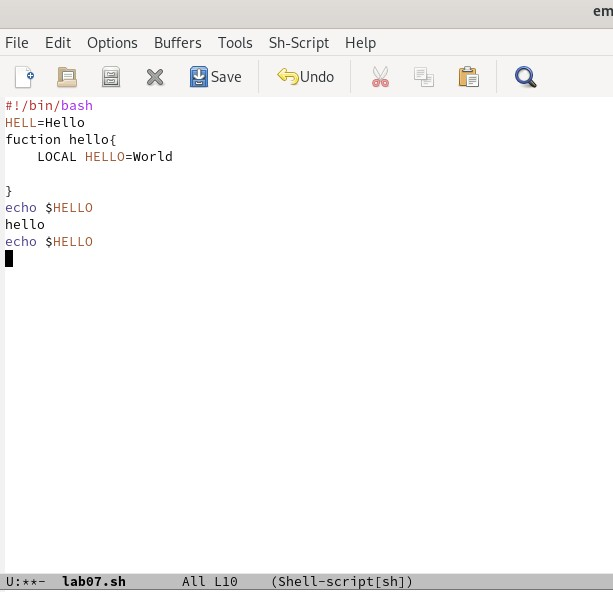 em
File Edit Options Buffers Tools Sh-Script Help
Save Undo
#!/bin/bash
HELL=Hello
fuction hello{
    LOCAL HELLO=World
}
echo $HELLO
hello
echo $HELLO
U:**-  lab07.sh       All L10    (Shell-script[sh])